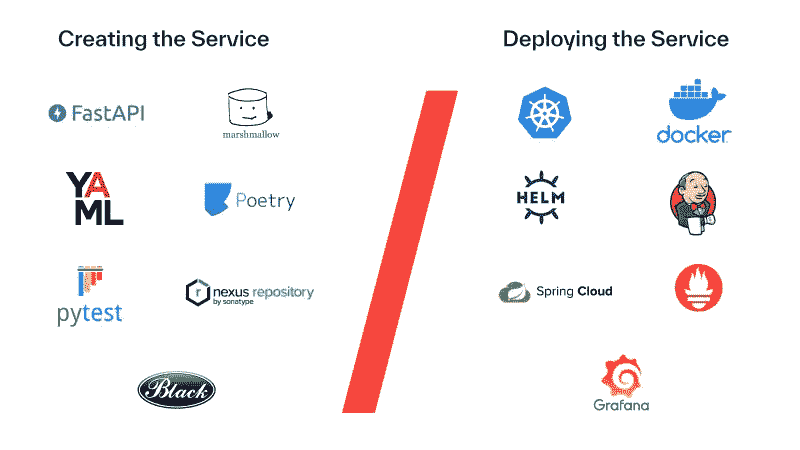 Creating the Service
Deploying the Service
FastAPI
marshmallow
docker
YAML
Poetry
HELM
pytest
nexus repository
by sonatype
Spring Cloud
Black
Grafana